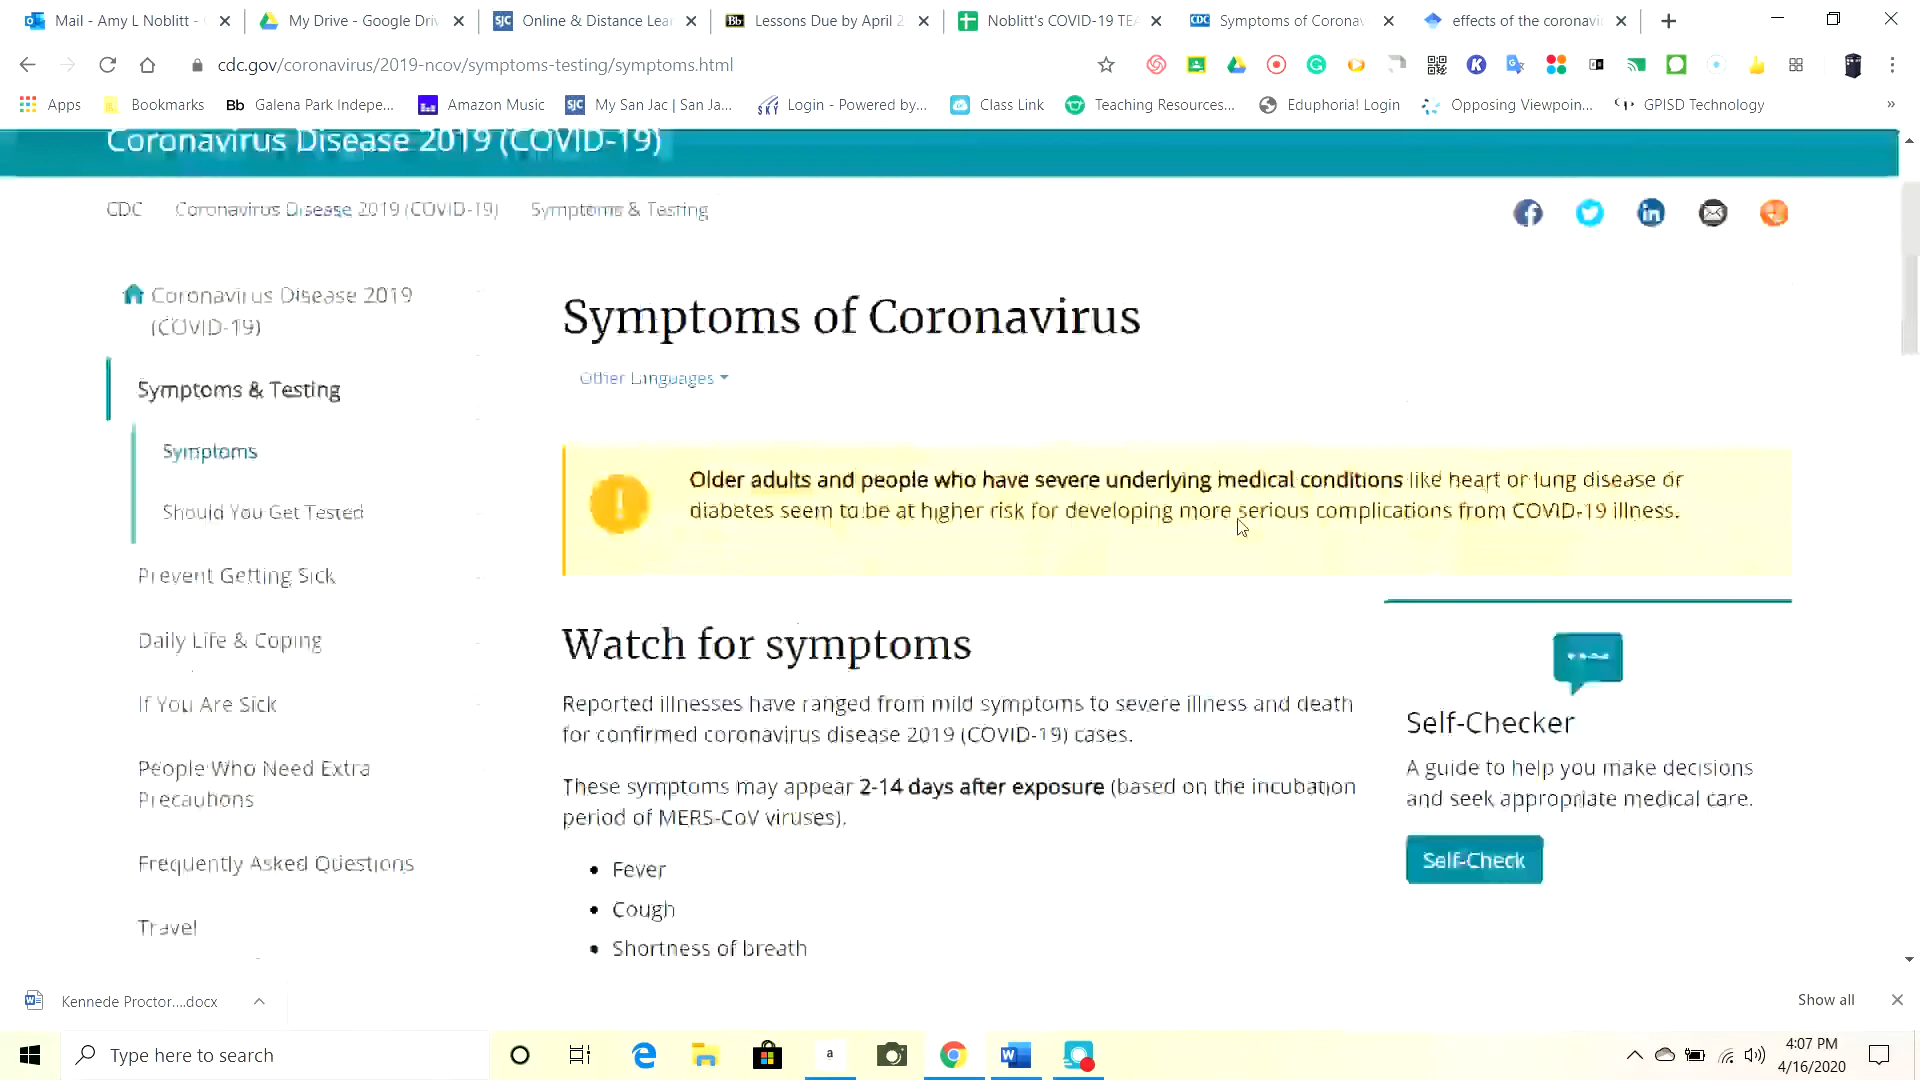 Mail - Amy L Noblitt -
My Drive - Google Driv
SJC Online & Distance Lear
Bb Lessons Due by April 2
Noblitt's COVID-19 TEA
CDC Symptoms of Coronav
effects of the coronavi
cdc.gov/coronavirus/2019-ncov/symptoms-testing/symptoms.html
Apps
Bookmarks
Bb Galena Park Indepe...
Amazon Music
SJC My San Jac | San Ja...
SKY Login - Powered by...
Class Link
Teaching Resources...
Eduphoria! Login
Opposing Viewpoin...
GPISD Technology
»
Coronavirus Disease 2019 (COVID-19)
CDC Coronavirus Disease 2019 (COVID-19) Symptoms & Testing
Coronavirus Disease 2019
(COVID-19)
Symptoms & Testing
Symptoms
Should You Get Tested
Prevent Getting Sick
Daily Life & Coping
If You Are Sick
People Who Need Extra
Precautions
Frequently Asked Questions
Travel
Symptoms of Coronavirus
Other Languages
Older adults and people who have severe underlying medical conditions like heart or lung disease or
diabetes seem to be at higher risk for developing more serious complications from COVID-19 illness.
Watch for symptoms
Reported illnesses have ranged from mild symptoms to severe illness and death
for confirmed coronavirus disease 2019 (COVID-19) cases.
These symptoms may appear 2-14 days after exposure (based on the incubation
period of MERS-CoV viruses).
• Fever
• Cough
• Shortness of breath
Self-Checker
A guide to help you make decisions
and seek appropriate medical care.
Self-Check
Kennede Proctor....docx
Show all
Type here to search
a
4:07 PM
4/16/2020